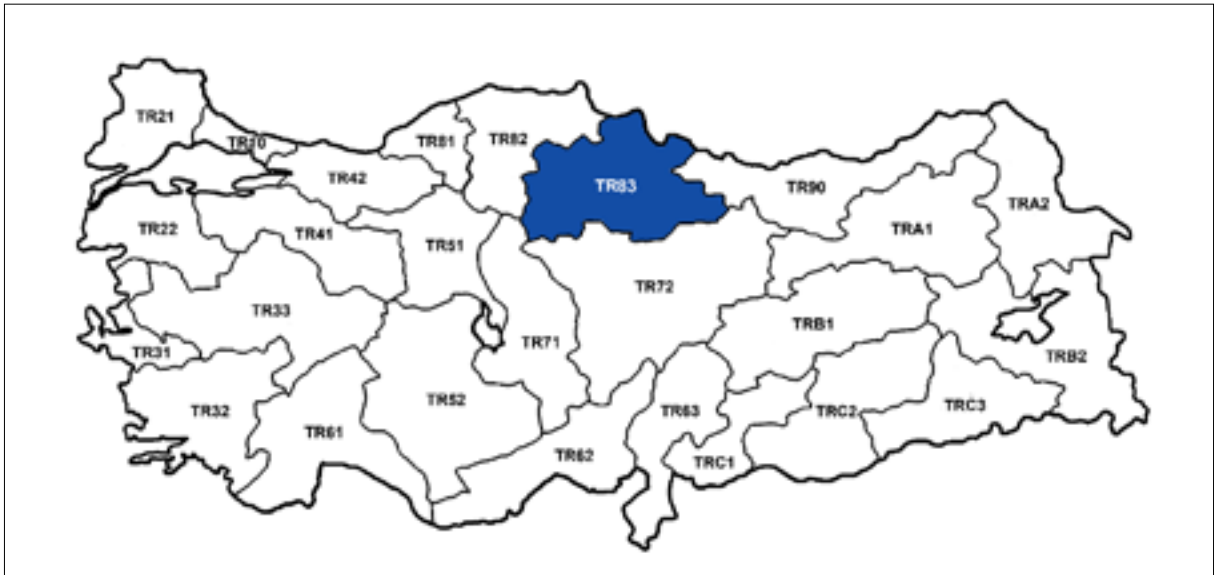 TR21
TR10
TR81
TR82
TR42
TR83
TR90
TRA2
TR22
TR41
TR51
TRA1
TR72
TR33
TRB1
TR71
TR31
TRB2
TR52
TR32
TR63
TRC2
TRC3
TR61
TR62
TRC1